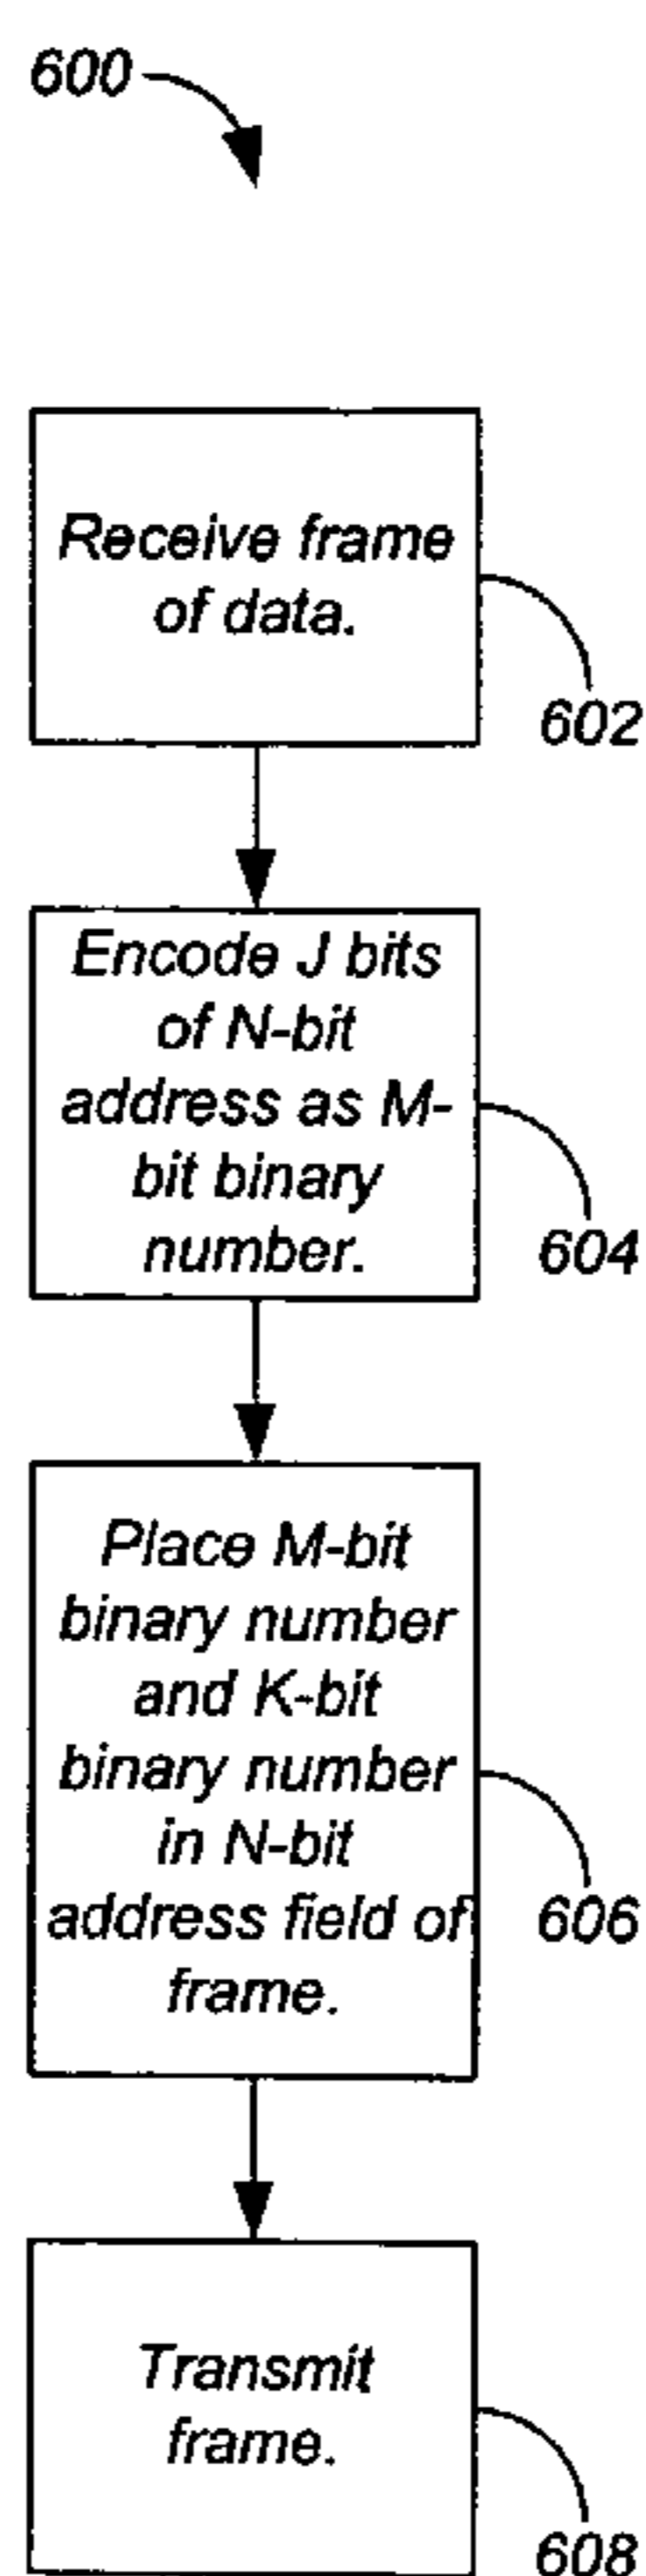 600
Receive frame
of data.
602
Encode J bits
of N-bit
address as M-
bit binary
number.
604
Place M-bit
binary number
and K-bit
binary number
in N-bit
address field of
frame.
606
Transmit
frame.
608